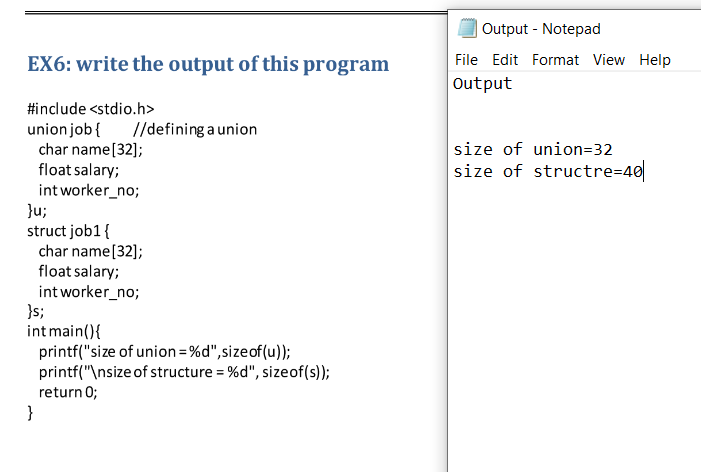 EX6: write the output of this program
#include <stdio.h>
union job { //defining a union
char name[32];
float salary;
int worker_no;
}u;
struct job1 {
char name[32];
float salary;
int worker_no;
}s;
int main(){
printf("size of union = %d",sizeof(u));
printf("\nsize of structure = %d", sizeof(s));
return 0;
}
Output - Notepad
File Edit Format View Help
Output
size of union=32
size of structre=40